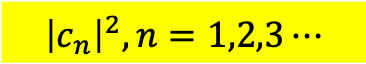 |cₙ|², n = 1,2,3 ⋯